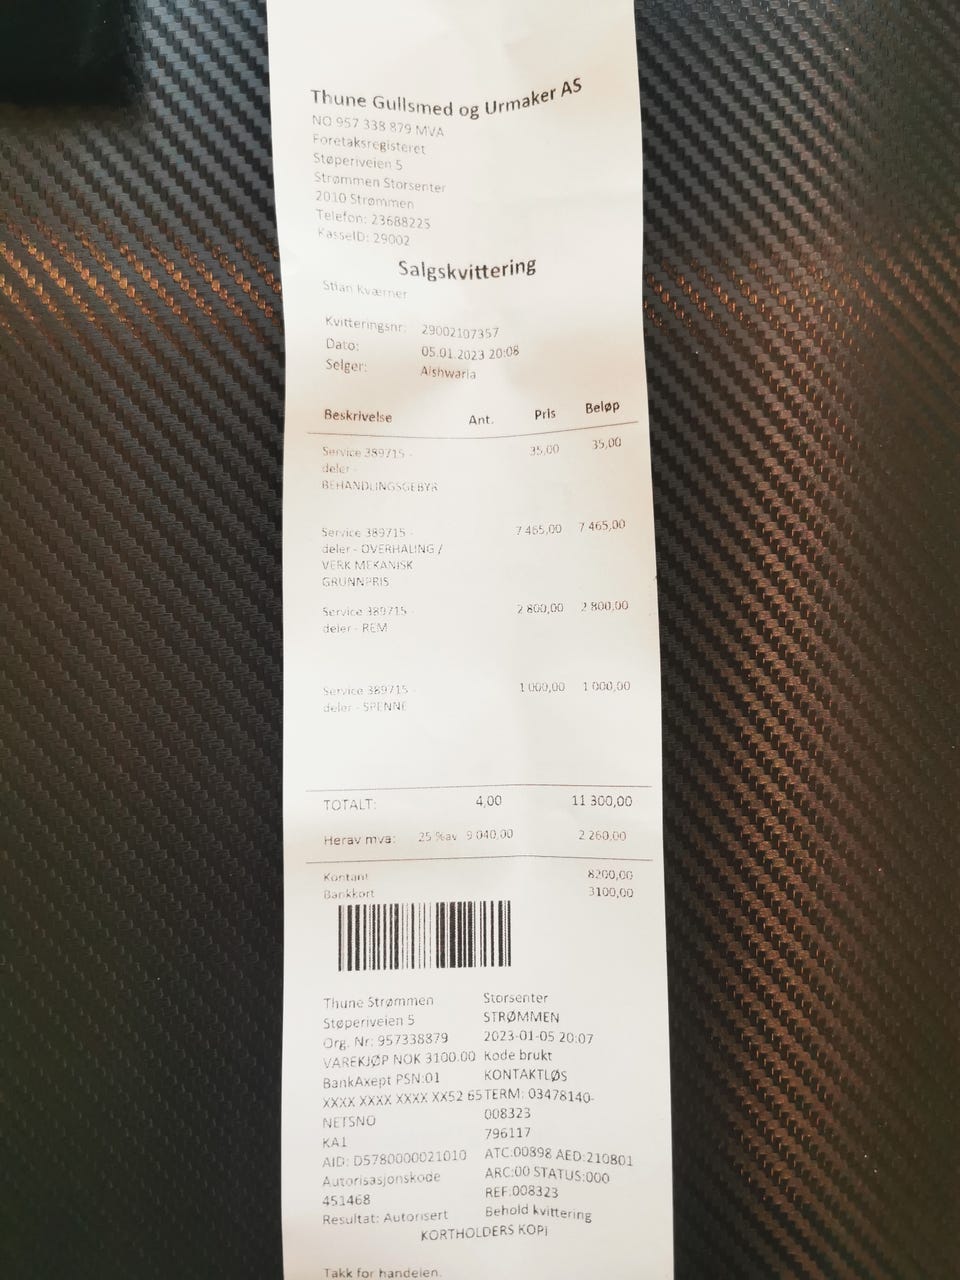 Thune Gullsmed og Urmaker AS
NO 957 338 879 MVA
Foretaksregisteret
Støperiveien 5
Strømmen Storsenter
2010 Strømmen
Telefon: 23688225
KasseID: 29002
Salgskvittering
Stian Kværner
Kvitteringsnr: 29002107357
Dato: 05.01.2023 20:08
Selger: Aishwaria
Beskrivelse Ant. Pris Beløp
Service 389715 - 35,00 35,00
deler -
BEHANDLINGSGEBYR
Service 389715 - 7 465,00 7 465,00
deler - OVERHALING /
VERK MEKANISK
GRUNNPRIS
Service 389715 - 2 800,00 2 800,00
deler - REM
Service 389715 - 1 000,00 1 000,00
deler - SPENNE
TOTALT: 4,00 11 300,00
Herav mva: 25 %av 9 040,00 2 260,00
Kontant 8200,00
Bankkort 3100,00
Thune Strømmen Storsenter
Støperiveien 5 STRØMMEN
Org. Nr: 957338879 2023-01-05 20:07
VAREKJØP NOK 3100.00 Kode brukt
BankAxept PSN:01 KONTAKTLØS
XXXX XXXX XXXX XX52 65 TERM: 03478140-
NETSNO 008323
KA1 796117
AID: D5780000021010 ATC:00898 AED:210801
Autorisasjonskode ARC:00 STATUS:000
451468 REF:008323
Resultat: Autorisert Behold kvittering
KORTHOLDERS KOPI
Takk for handelen.